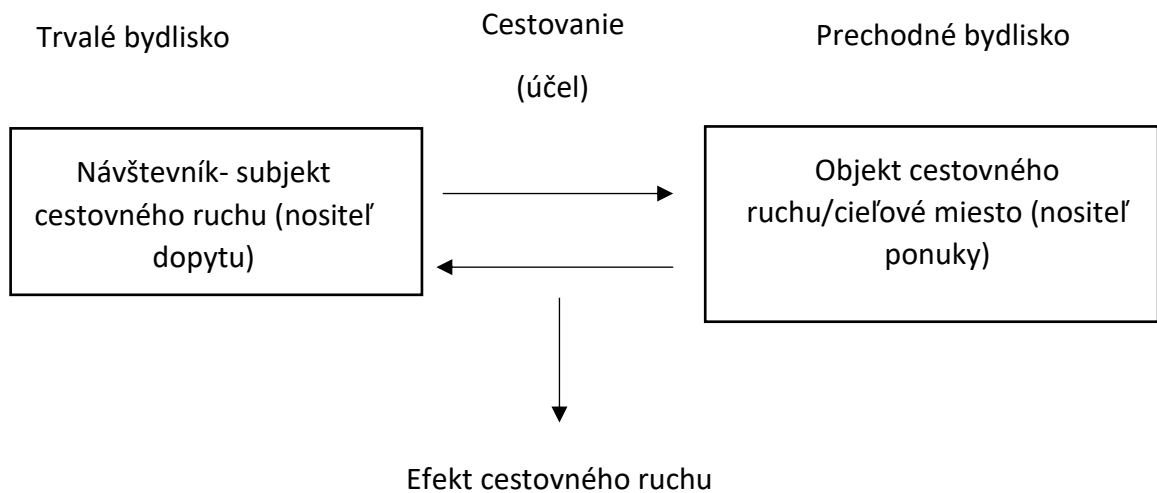 Trvalé bydlisko
Cestovanie
(účel)
Prechodné bydlisko
Návštevník- subjekt
cestovného ruchu (nositeľ
dopytu)
Objekt cestovného
ruchu/cieľové miesto (nositeľ
ponuky)
Efekt cestovného ruchu